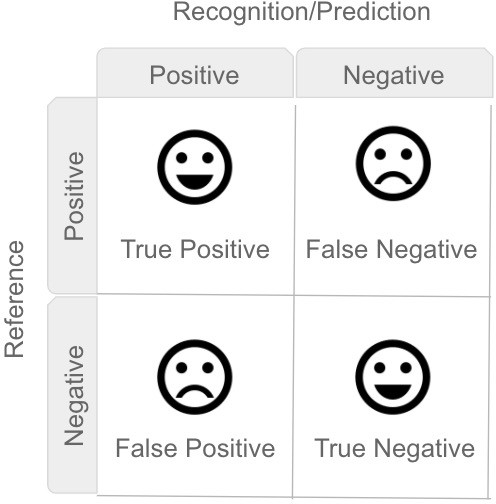 Recognition/Prediction
Positive
Negative
Reference
Positive
True Positive
False Negative
Negative
False Positive
True Negative